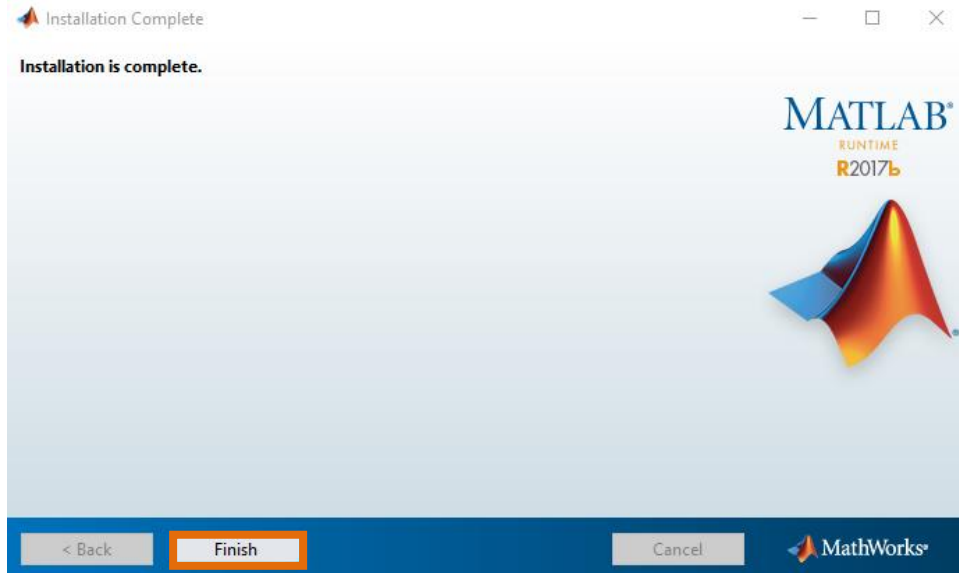 Installation Complete
Installation is complete.
MATLAB®
RUNTIME
R2017b
®
< Back
Finish
Cancel
MathWorks®